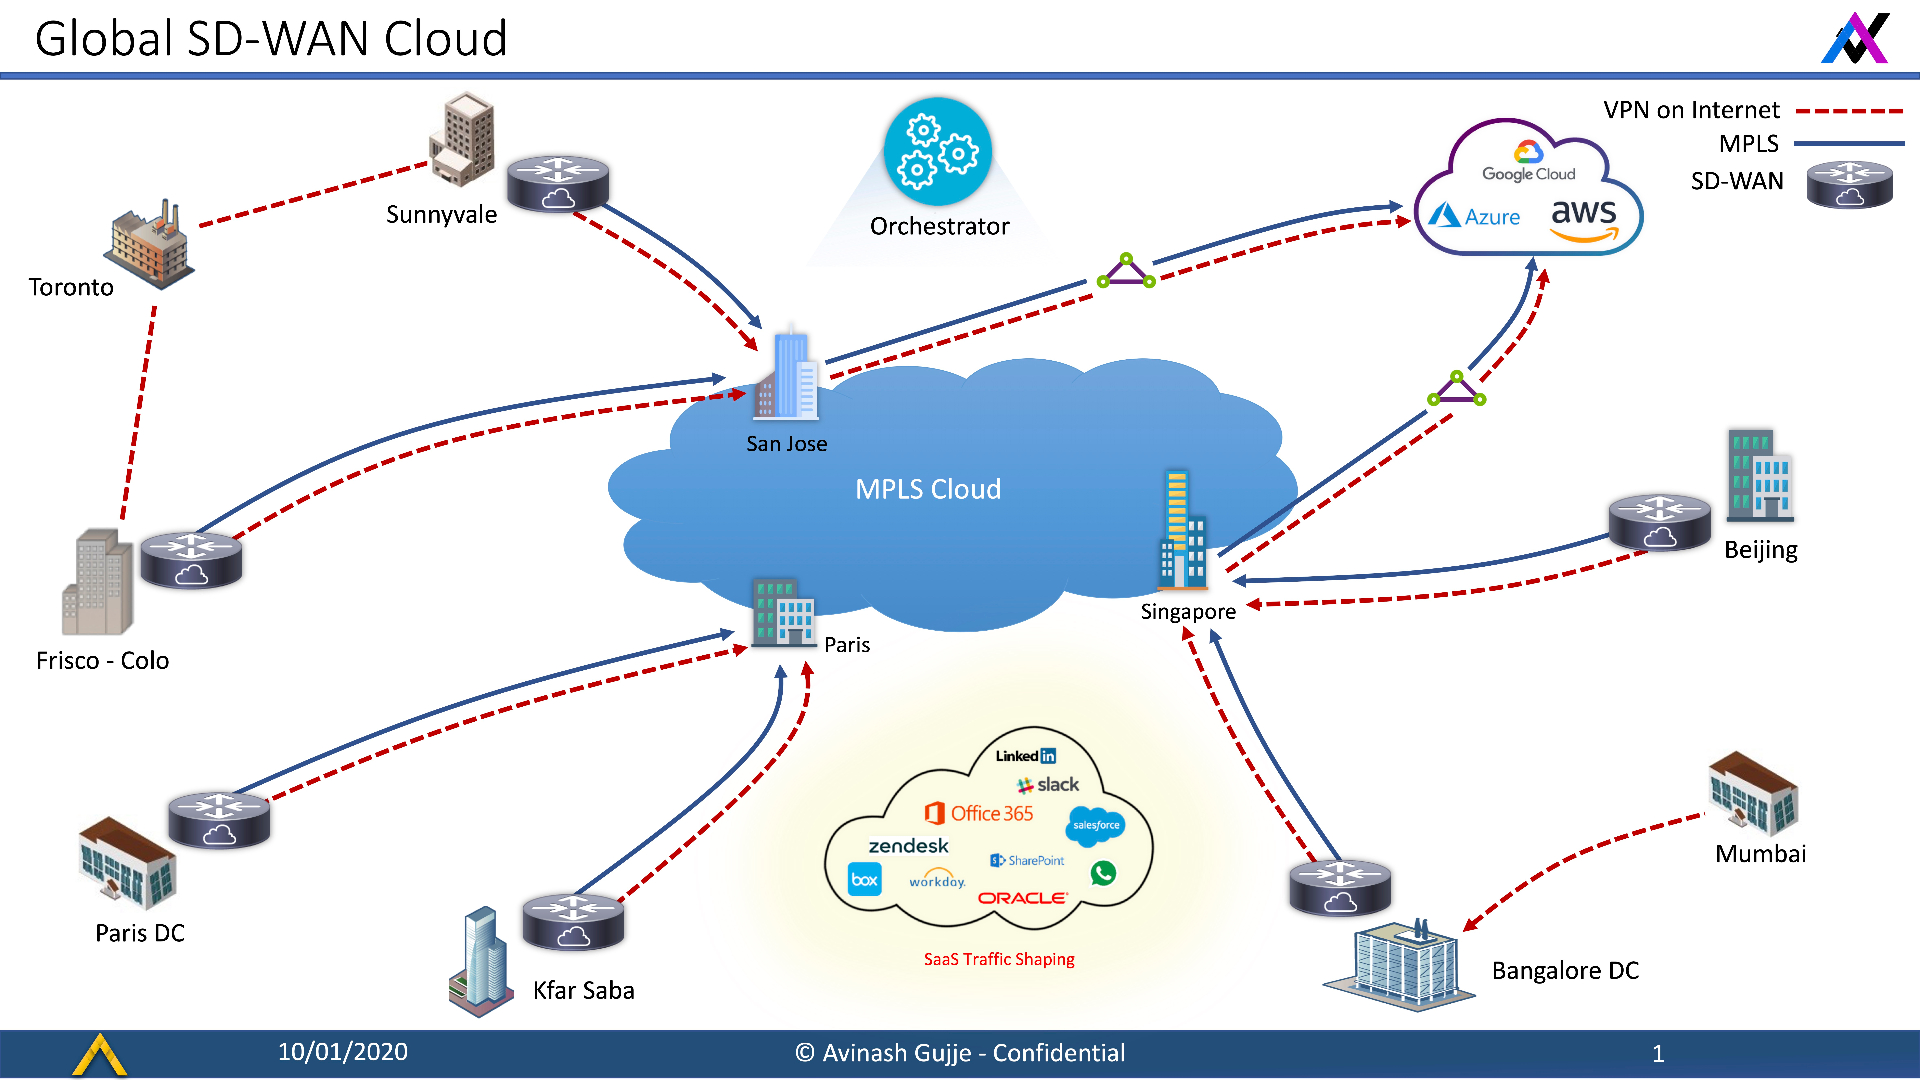 Global SD-WAN Cloud
VPN on Internet
MPLS
SD-WAN
Sunnyvale
Orchestrator
Google Cloud
Azure
aws
Toronto
San Jose
MPLS Cloud
Beijing
Singapore
Frisco - Colo
Paris
LinkedIn
slack
Office 365
salesforce
zendesk
SharePoint
box
workday.
ORACLE
Mumbai
Paris DC
SaaS Traffic Shaping
Kfar Saba
Bangalore DC
10/01/2020
© Avinash Gujje - Confidential
1